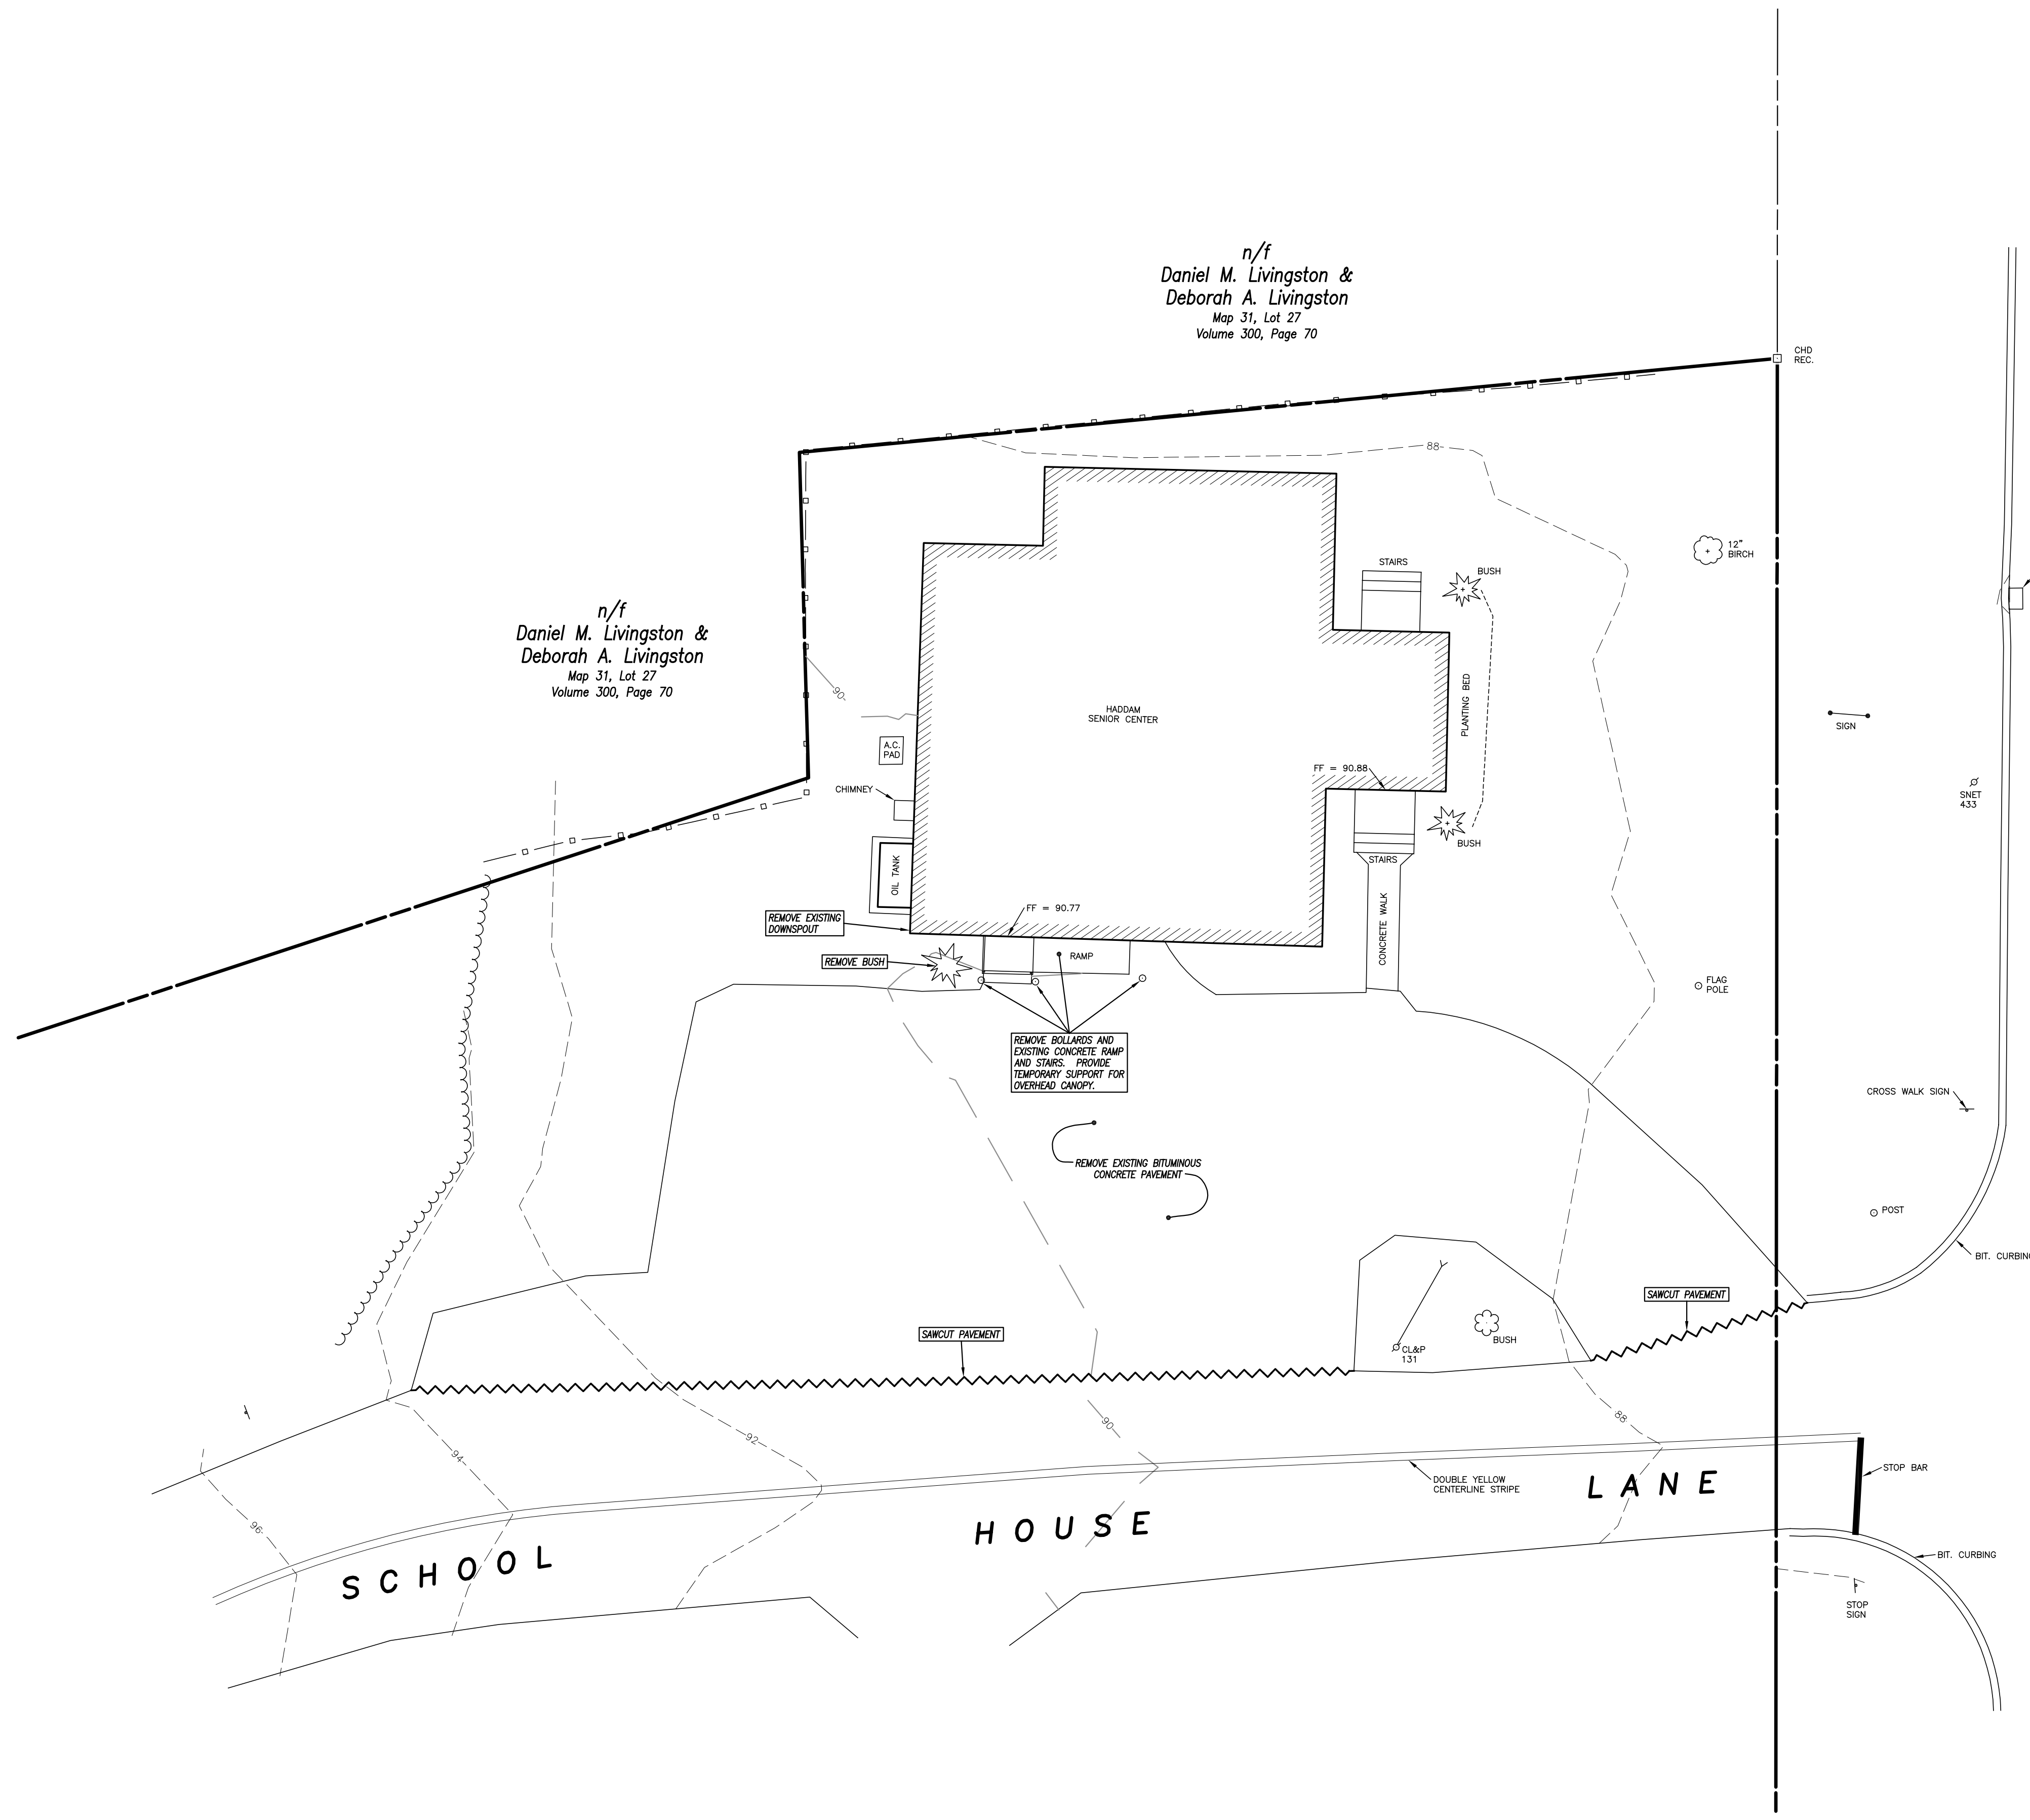 n/f
Daniel M. Livingston &
Deborah A. Livingston
Map 31, Lot 27
Volume 300, Page 70
CHD
REC.
88
12"
BIRCH
STAIRS
BUSH
n/f
Daniel M. Livingston &
Deborah A. Livingston
Map 31, Lot 27
Volume 300, Page 70
90
PLANTING BED
HADDAM
SENIOR CENTER
SIGN
A.C.
PAD
FF = 90.88
CHIMNEY
SNET
433
BUSH
STAIRS
OIL TANK
CONCRETE WALK
FF = 90.77
REMOVE EXISTING
DOWNSPOUT
REMOVE BUSH
RAMP
FLAG
POLE
REMOVE BOLLARDS AND
EXISTING CONCRETE RAMP
AND STAIRS. PROVIDE
TEMPORARY SUPPORT FOR
OVERHEAD CANOPY.
CROSS WALK SIGN
REMOVE EXISTING BITUMINOUS
CONCRETE PAVEMENT
POST
BIT. CURBIN
SAWCUT PAVEMENT
SAWCUT PAVEMENT
BUSH
CL&P
131
88
90
92
94
96
STOP BAR
DOUBLE YELLOW
CENTERLINE STRIPE
SCHOOL HOUSE LANE
BIT. CURBING
STOP
SIGN